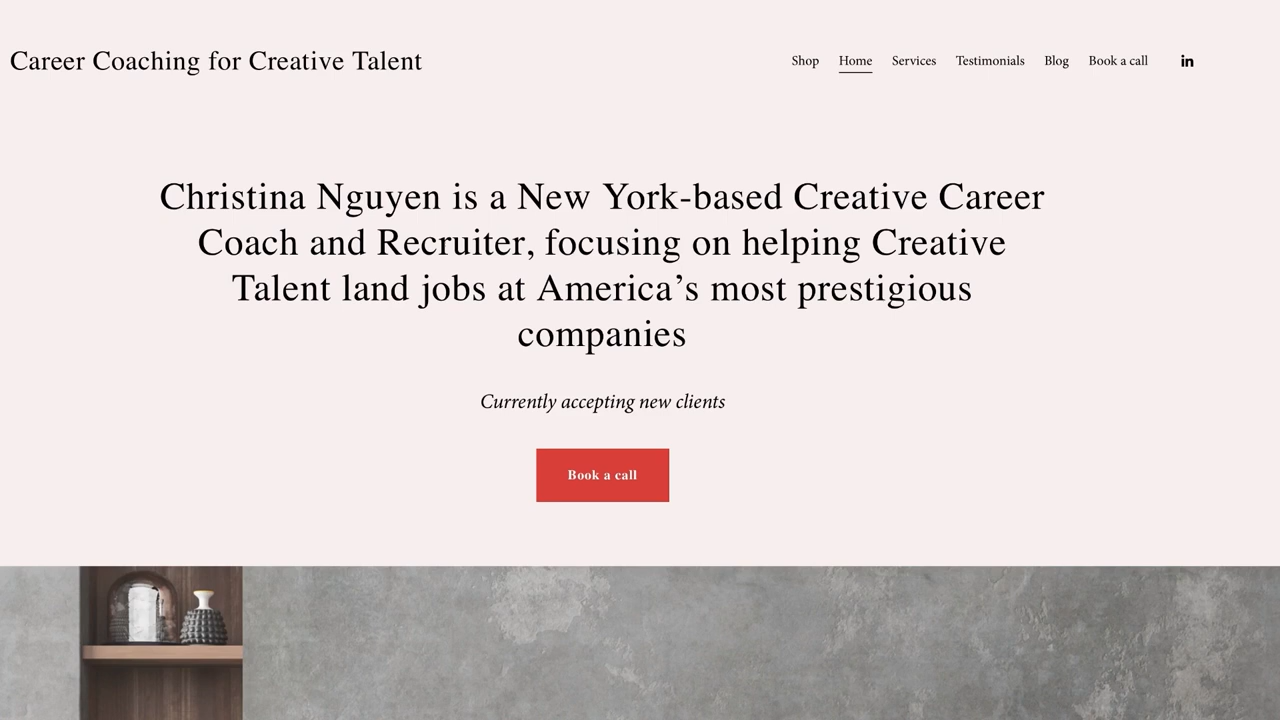 Career Coaching for Creative Talent
Shop Home Services Testimonials Blog Book a call in
Christina Nguyen is a New York-based Creative Career
Coach and Recruiter, focusing on helping Creative
Talent land jobs at America’s most prestigious
companies
Currently accepting new clients
Book a call